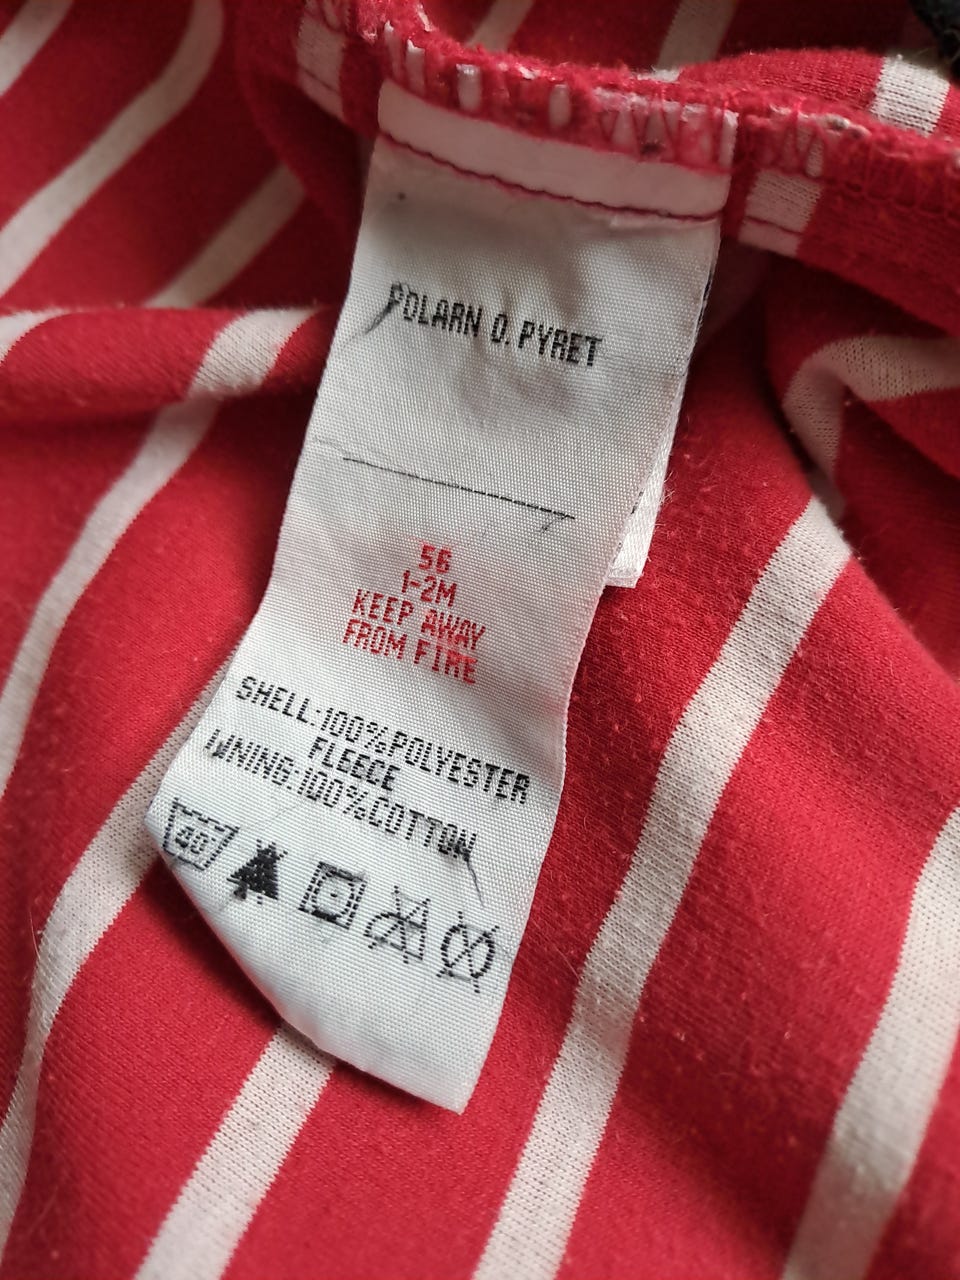 POLARN O. PYRET
56
1-2M
KEEP AWAY
FROM FIRE
SHELL:100%POLYESTER
FLEECE
LINING:100%COTTON
40